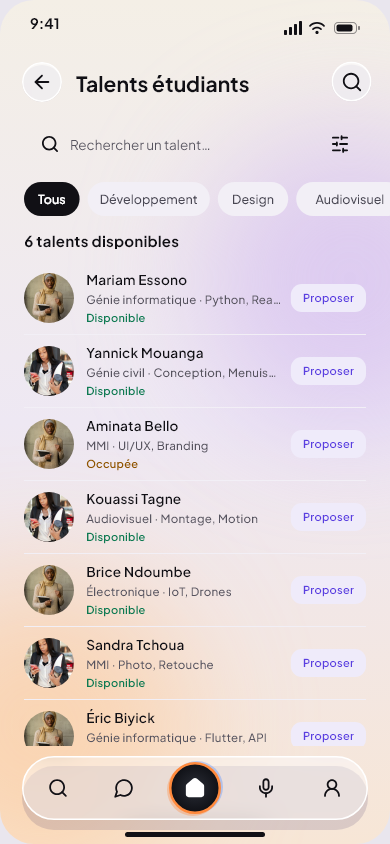 9:41
Talents étudiants
Rechercher un talent...
Tous
Développement
Design
Audiovisuel
6 talents disponibles
Mariam Essono
Génie informatique · Python, Rea...
Disponible
Proposer
Yannick Mouanga
Génie civil · Conception, Menuis...
Disponible
Proposer
Aminata Bello
MMI · UI/UX, Branding
Occupée
Proposer
Kouassi Tagne
Audiovisuel · Montage, Motion
Disponible
Proposer
Brice Ndoumbe
Électronique · IoT, Drones
Disponible
Proposer
Sandra Tchoua
MMI · Photo, Retouche
Disponible
Proposer
Éric Biyick
Génie informatique · Flutter, API
Proposer